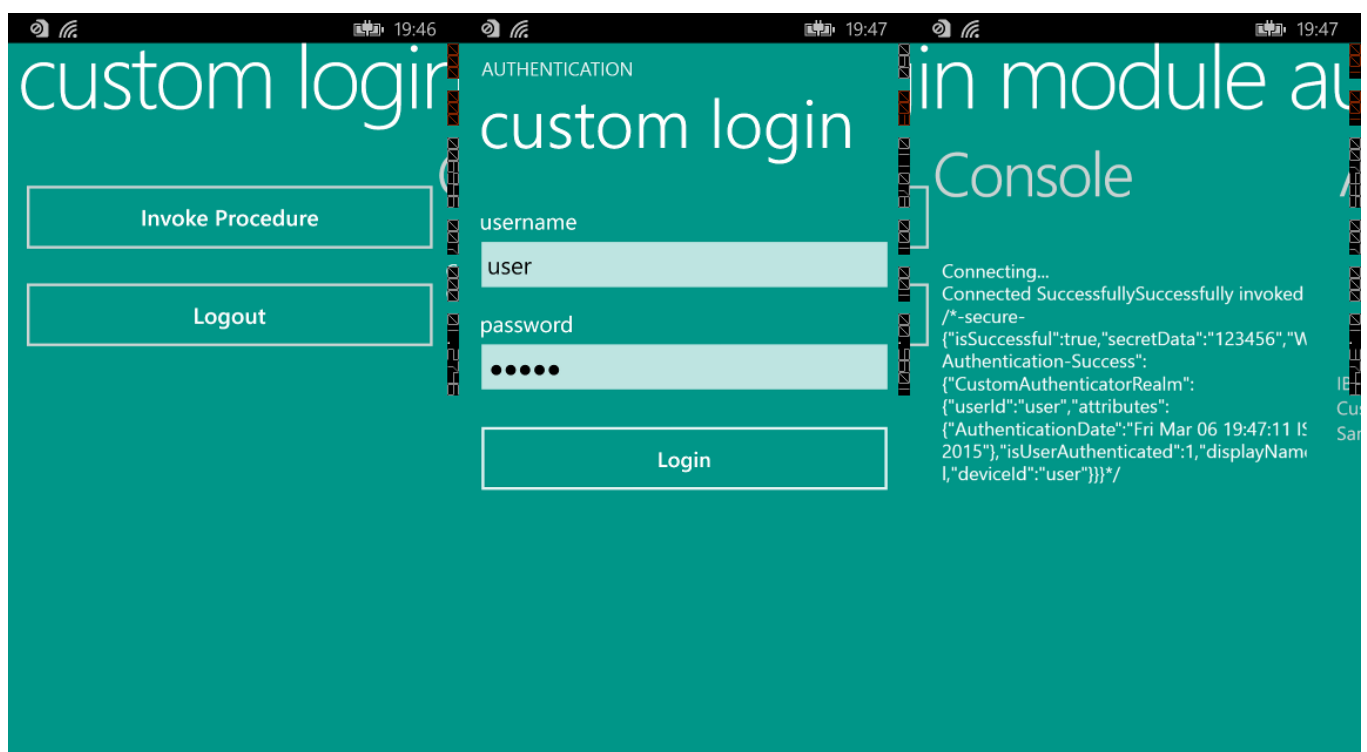 19:46
custom login
Invoke Procedure
Logout
19:47
AUTHENTICATION
custom login
username
user
password
Login
19:47
in module
Console
Connecting...
Connected SuccessfullySuccessfully invoked
/*-secure-
{"isSuccessful":true,"secretData":"123456","W
Authentication-Success":
{"CustomAuthenticatorRealm":
{"userId":"user","attributes":
{"AuthenticationDate":"Fri Mar 06 19:47:11 IS
2015"},"isUserAuthenticated":1,"displayName
l,"deviceId":"user"}}}*/